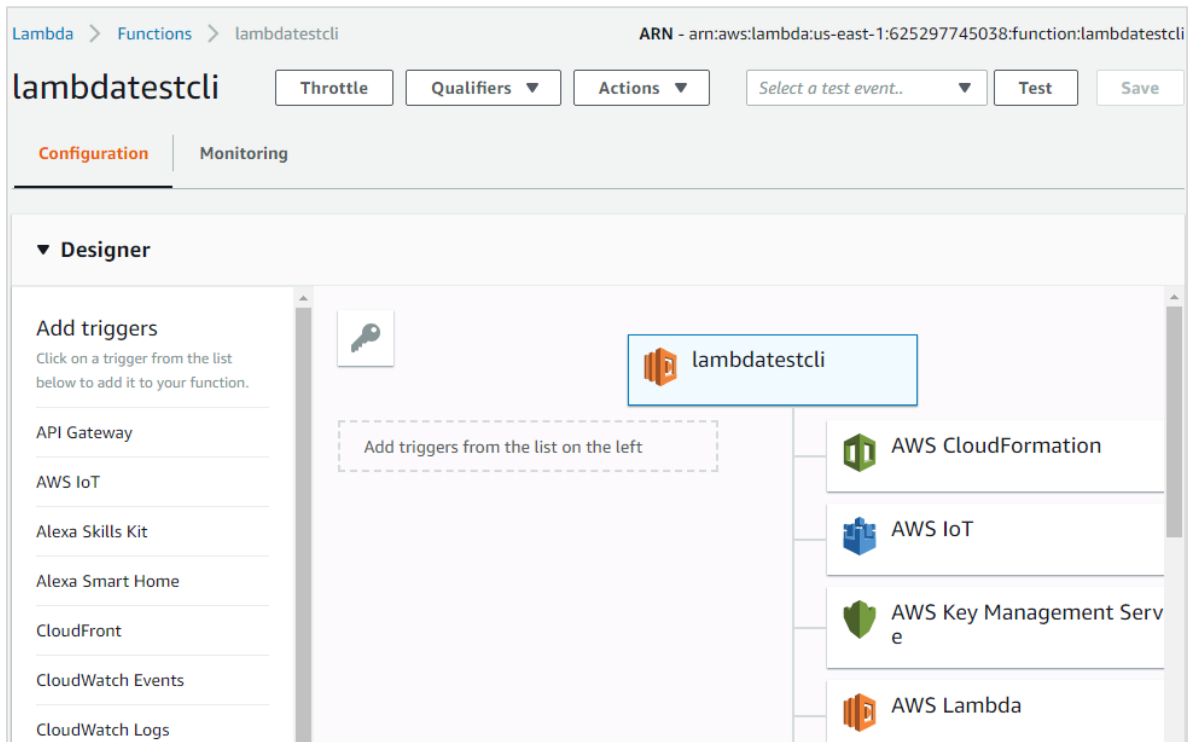 Lambda > Functions > lambdatestcli
ARN - arn:aws:lambda:us-east-1:625297745038:function:lambdatestcli
lambdatestcli
Throttle
Qualifiers
Actions
Select a test event..
Test
Save
Configuration
Monitoring
Designer
Add triggers
Click on a trigger from the list
below to add it to your function.
API Gateway
AWS IoT
Alexa Skills Kit
Alexa Smart Home
CloudFront
CloudWatch Events
CloudWatch Logs
lambdatestcli
Add triggers from the list on the left
AWS CloudFormation
AWS IoT
AWS Key Management Serv
e
AWS Lambda